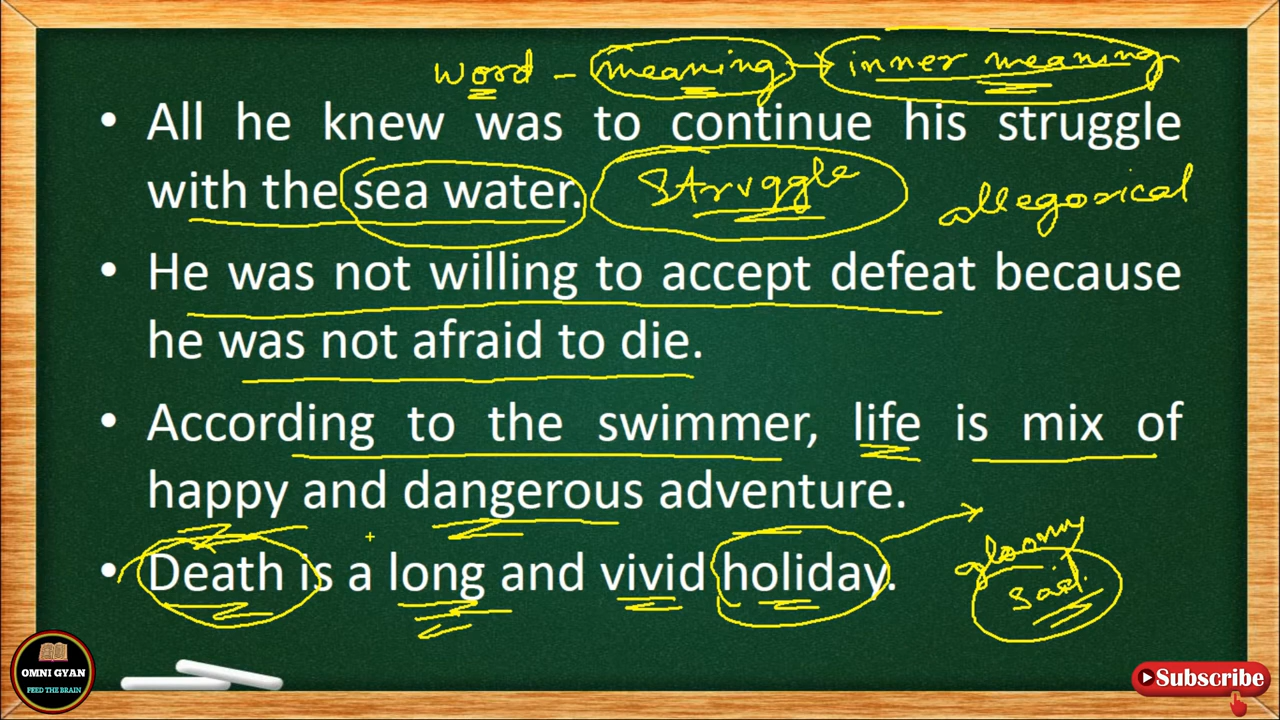 word - meaning → inner meaning
• All he knew was to continue his struggle
with the sea water. Struggle allegorical
• He was not willing to accept defeat because
he was not afraid to die.
• According to the swimmer, life is mix of
happy and dangerous adventure.
• Death is a long and vivid holiday.
gloomy
sad
OMNI GYAN
FEED THE BRAIN
Subscribe